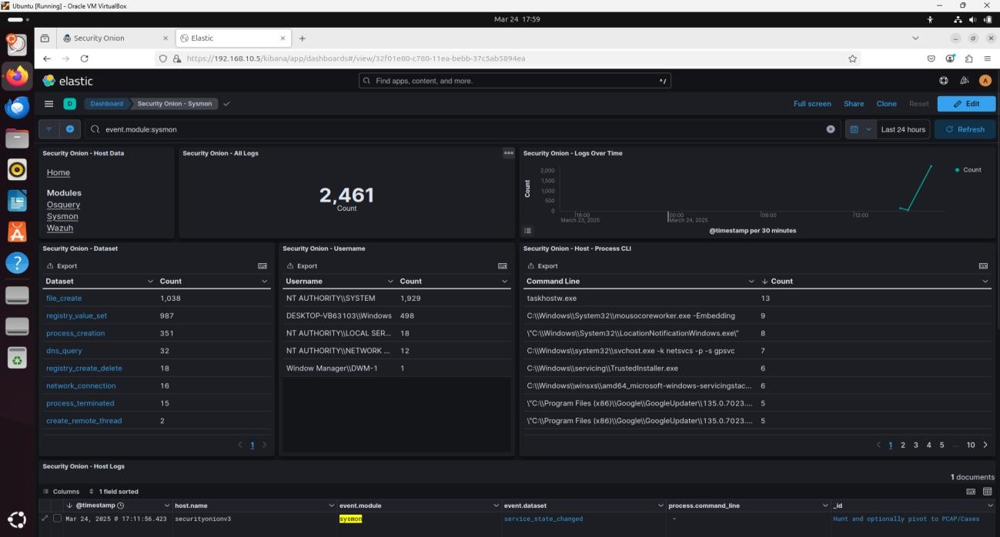 Ubuntu [Running] - Oracle VM VirtualBox
Mar 24 17:59
Security Onion
Elastic
https://192.168.10.5/kibana/app/dashboards#/view/32f01e80-c780-11ea-bebb-37c5ab5894ea
elastic
Find apps, content, and more.
^/
A
D
Dashboard
Security Onion - Sysmon
Full screen
Share
Clone
Reset
Edit
event.module:sysmon
Last 24 hours
Refresh
Security Onion - Host Data
Home
Modules
Osquery
Sysmon
Wazuh
Security Onion - All Logs
2,461
Count
Security Onion - Logs Over Time
Count
2,000
1,500
1,000
500
0
18:00
March 23, 2025
00:00
March 24, 2025
06:00
12:00
@timestamp per 30 minutes
Count
Security Onion - Dataset
Export
Dataset Count
file_create 1,038
registry_value_set 987
process_creation 351
dns_query 32
registry_create_delete 18
network_connection 16
process_terminated 15
create_remote_thread 2
1
Security Onion - Username
Export
Username Count
NT AUTHORITY\\SYSTEM 1,929
DESKTOP-VB63103\\Windows 498
NT AUTHORITY\\LOCAL SER... 18
NT AUTHORITY\\NETWORK ... 12
Window Manager\\DWM-1 1
Security Onion - Host - Process CLI
Export
Command Line Count
taskhostw.exe 13
C:\\Windows\\System32\\mousocoreworker.exe -Embedding 9
\"C:\\Windows\\System32\\LocationNotificationWindows.exe\" 8
C:\\Windows\\system32\\svchost.exe -k netsvcs -p -s gpsvc 7
C:\\Windows\\servicing\\TrustedInstaller.exe 6
C:\\Windows\\winsxs\\amd64_microsoft-windows-servicingstac... 6
\"C:\\Program Files (x86)\\Google\\GoogleUpdater\\135.0.7023.... 5
\"C:\\Program Files (x86)\\Google\\GoogleUpdater\\135.0.7023.... 5
1 2 3 4 5 ... 10
Security Onion - Host Logs
1 documents
Columns 1 field sorted
@timestamp host.name event.module event.dataset process.command_line _id
Mar 24, 2025 @ 17:11:56.423 securityonionv3 sysmon service_state_changed - Hunt and optionally pivot to PCAP/Cases